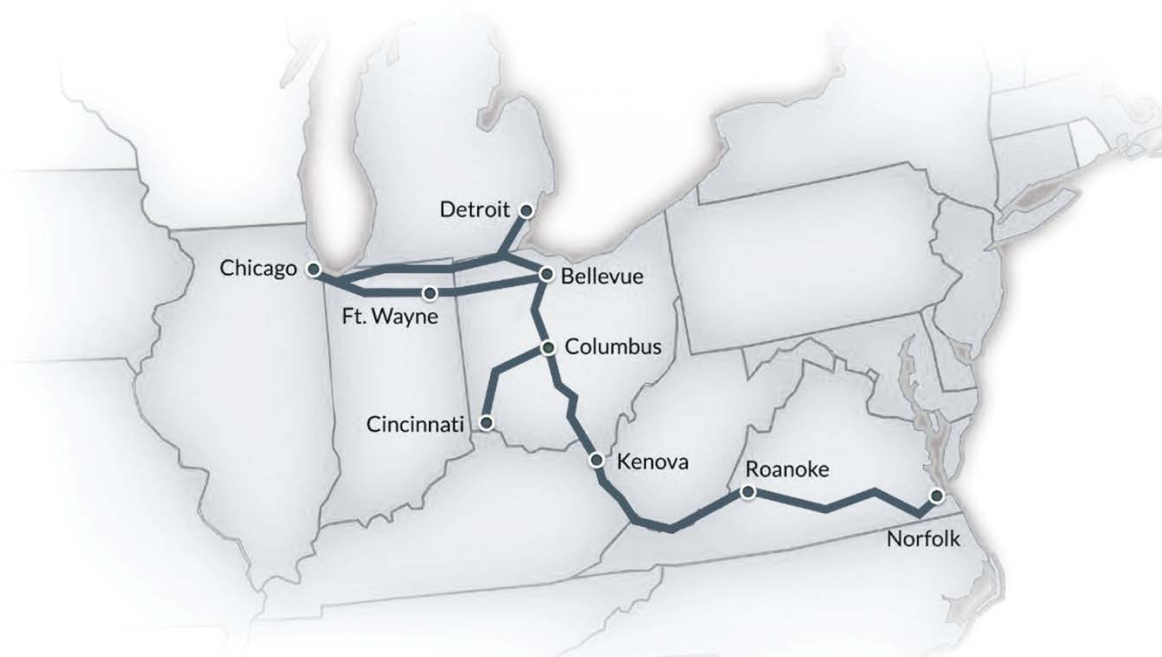 Detroit
Chicago
Bellevue
Ft. Wayne
Columbus
Cincinnati
Kenova
Roanoke
Norfolk